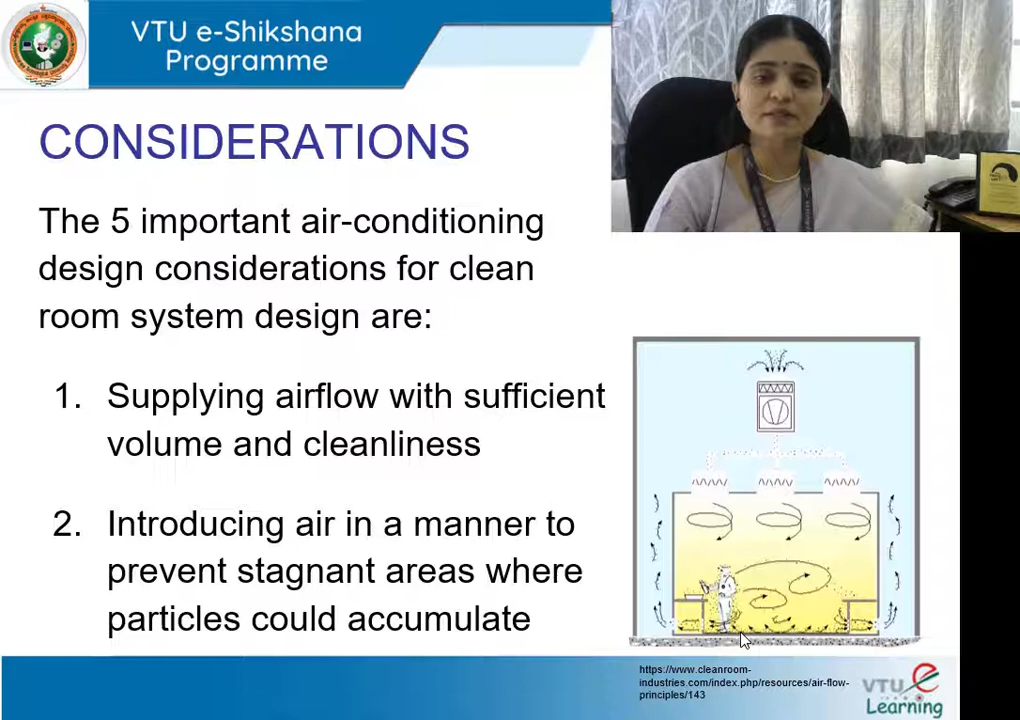 VTU e-Shikshana
Programme
CONSIDERATIONS
The 5 important air-conditioning
design considerations for clean
room system design are:
1. Supplying airflow with sufficient
volume and cleanliness
2. Introducing air in a manner to
prevent stagnant areas where
particles could accumulate
https://www.cleanroom-
industries.com/index.php/resources/air-flow-
principles/143
VTU e
Learning